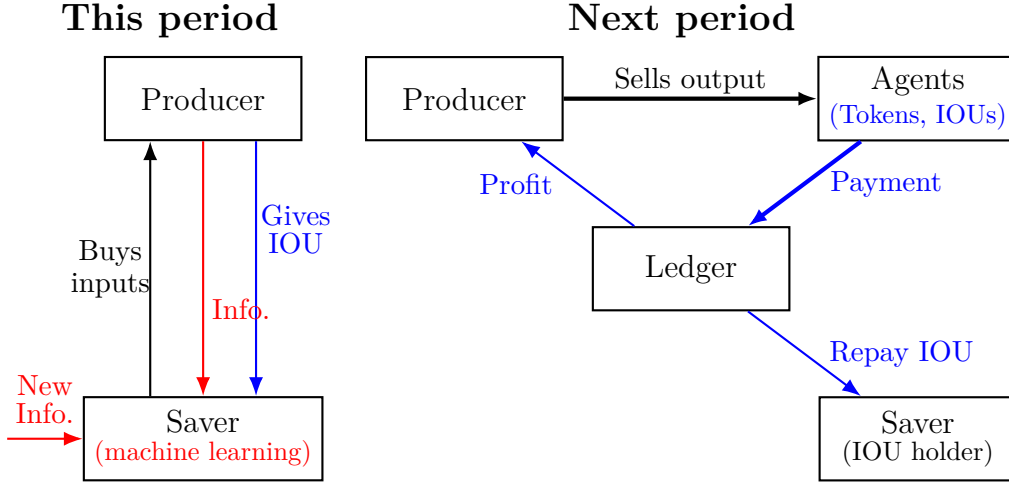 This period
Next period
Producer
Buys
inputs
Info.
Gives
IOU
New
Info.
Saver
(machine learning)
Producer
Sells output
Agents
(Tokens, IOUs)
Profit
Payment
Ledger
Repay IOU
Saver
(IOU holder)